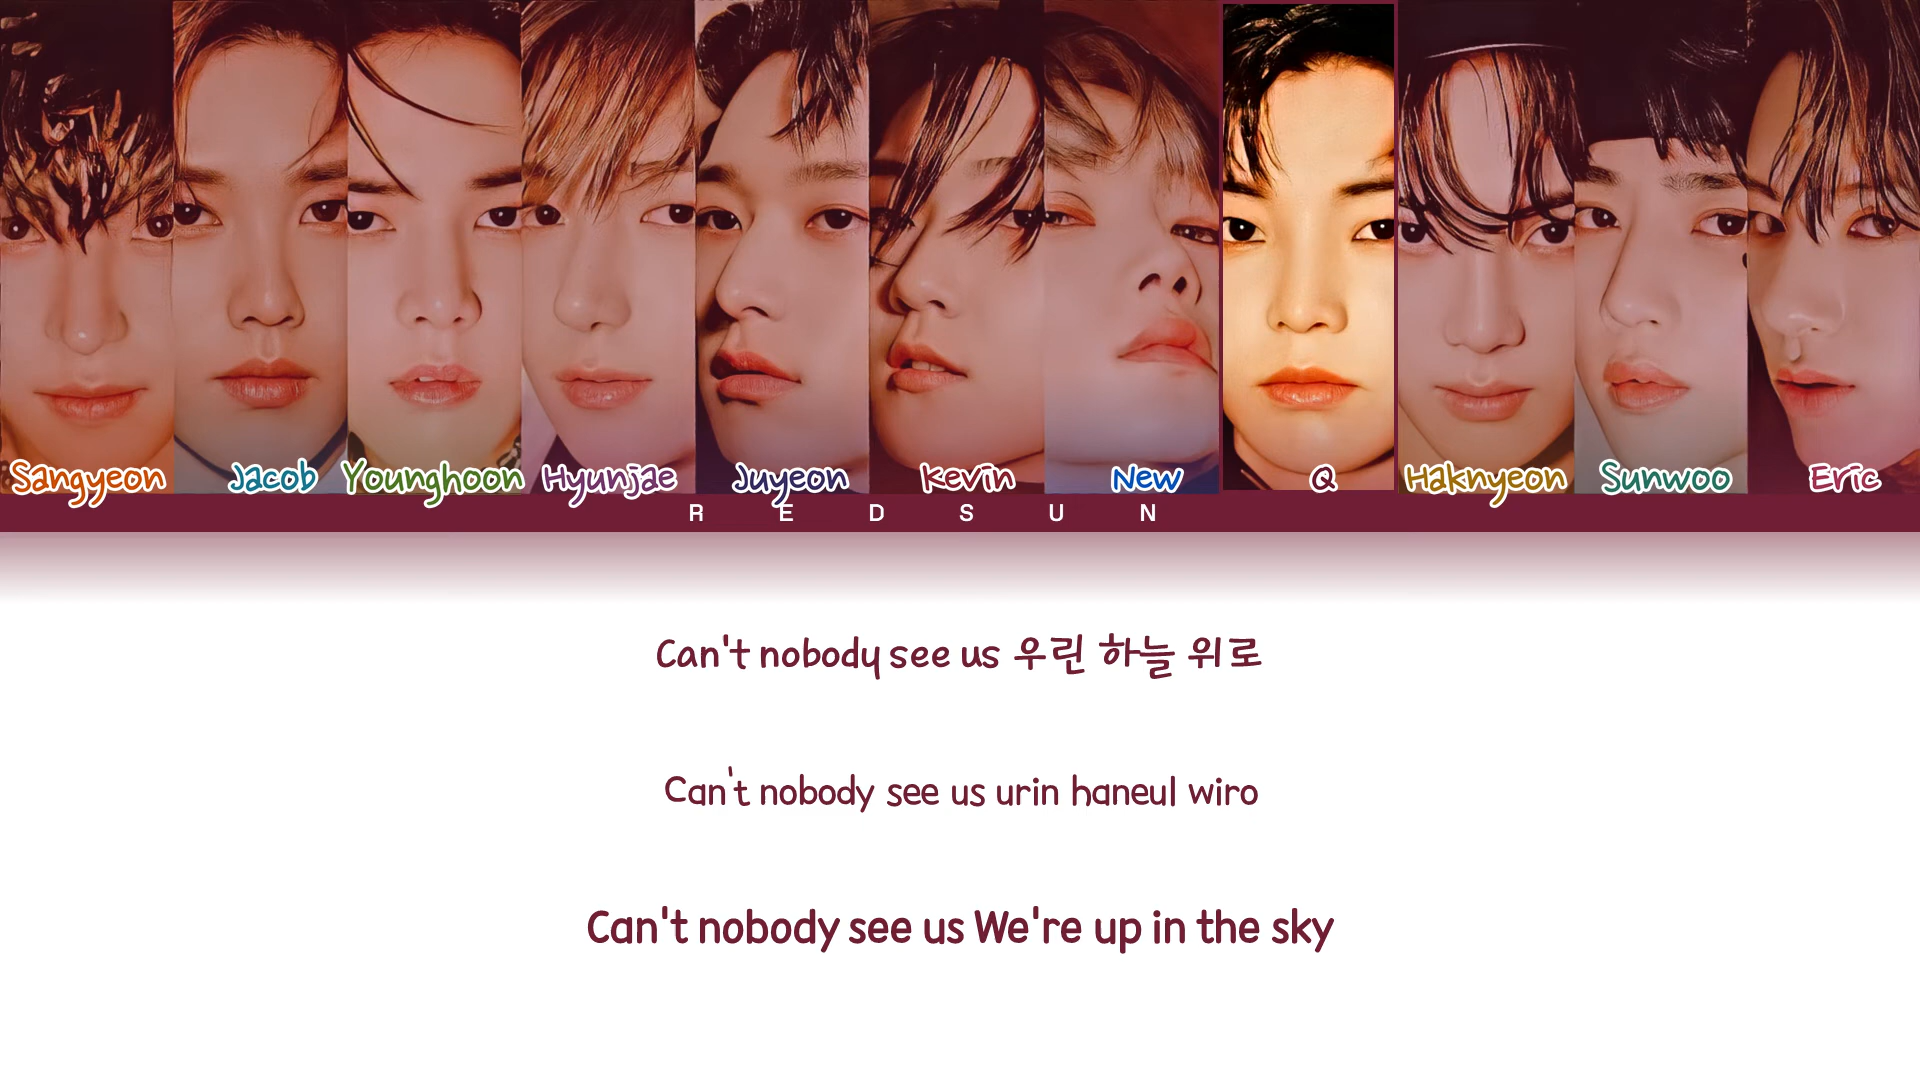 Sangyeon Jacob Younghoon Hyunjae Juyeon Kevin New Q Haknyeon Sunwoo Eric
REDSUN
Can't nobody see us 우린 하늘 위로
Can't nobody see us urin haneul wiro
Can't nobody see us We're up in the sky